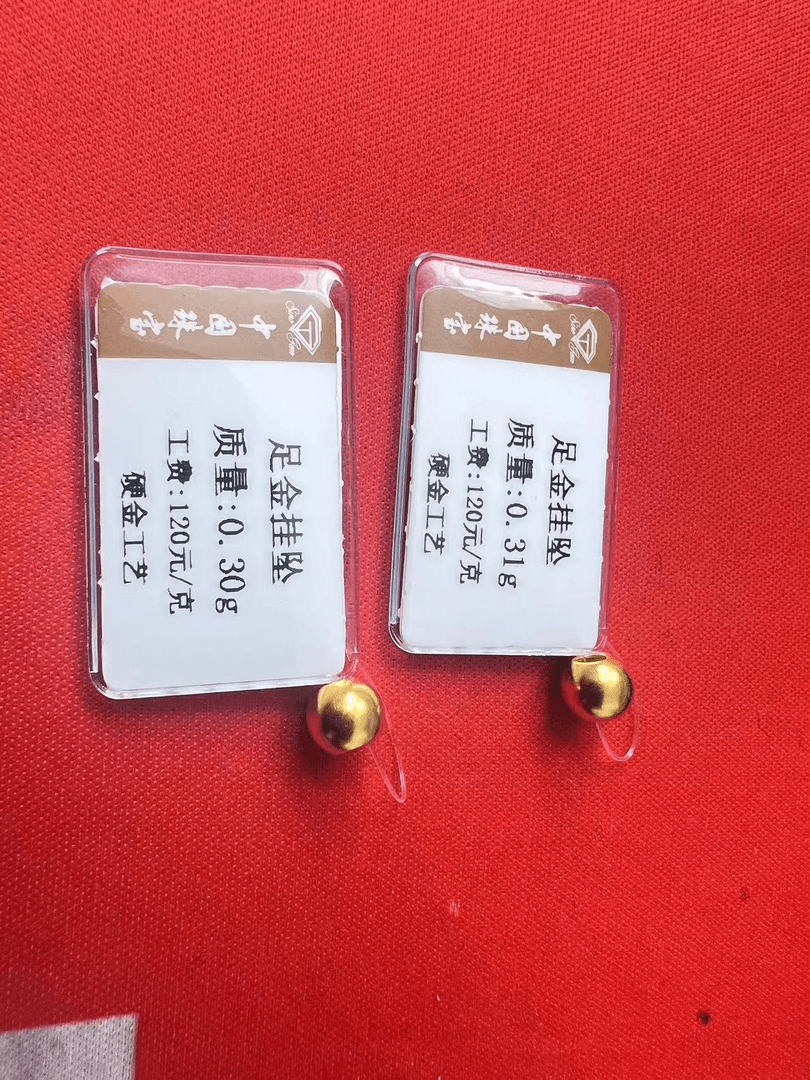 中国珠宝
足金挂坠
质量:0.30g
工费:120元/克
硬金工艺
中国珠宝
足金挂坠
质量:0.31g
工费:120元/克
硬金工艺